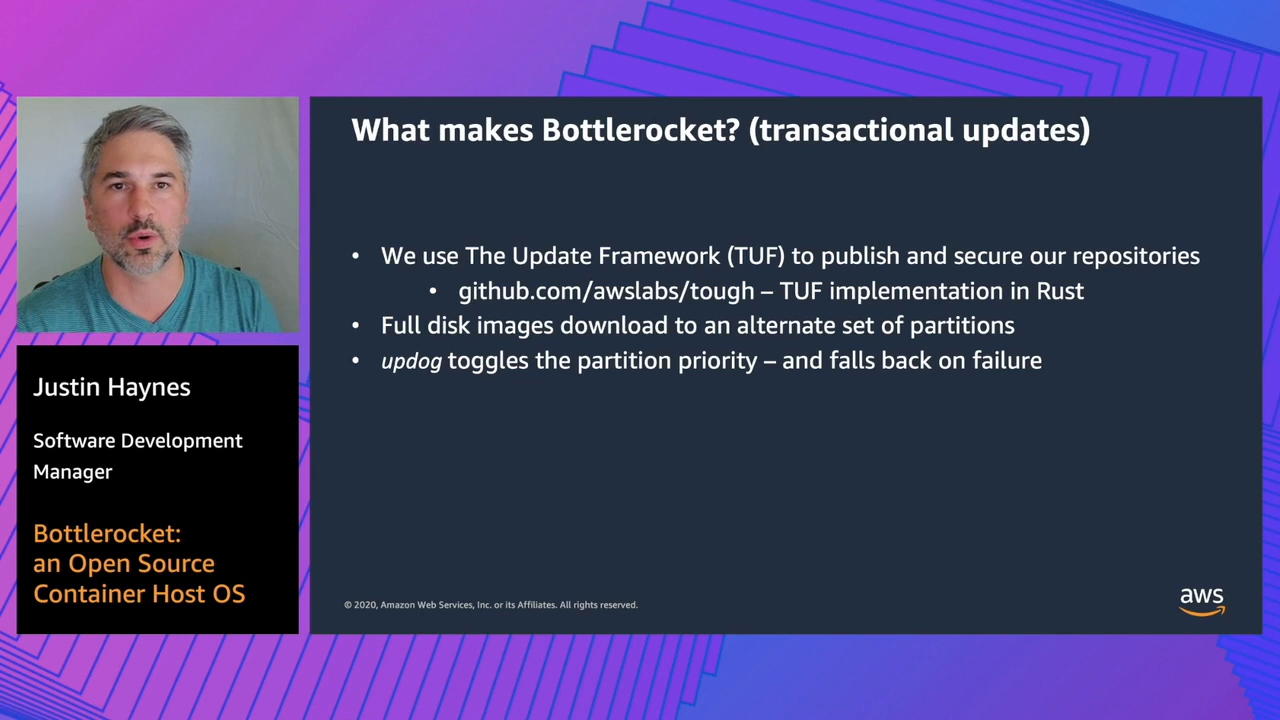 What makes Bottlerocket? (transactional updates)
• We use The Update Framework (TUF) to publish and secure our repositories
• github.com/awslabs/tough – TUF implementation in Rust
• Full disk images download to an alternate set of partitions
• updog toggles the partition priority – and falls back on failure
Justin Haynes
Software Development
Manager
Bottlerocket:
an Open Source
Container Host OS
© 2020, Amazon Web Services, Inc. or its Affiliates. All rights reserved.
aws